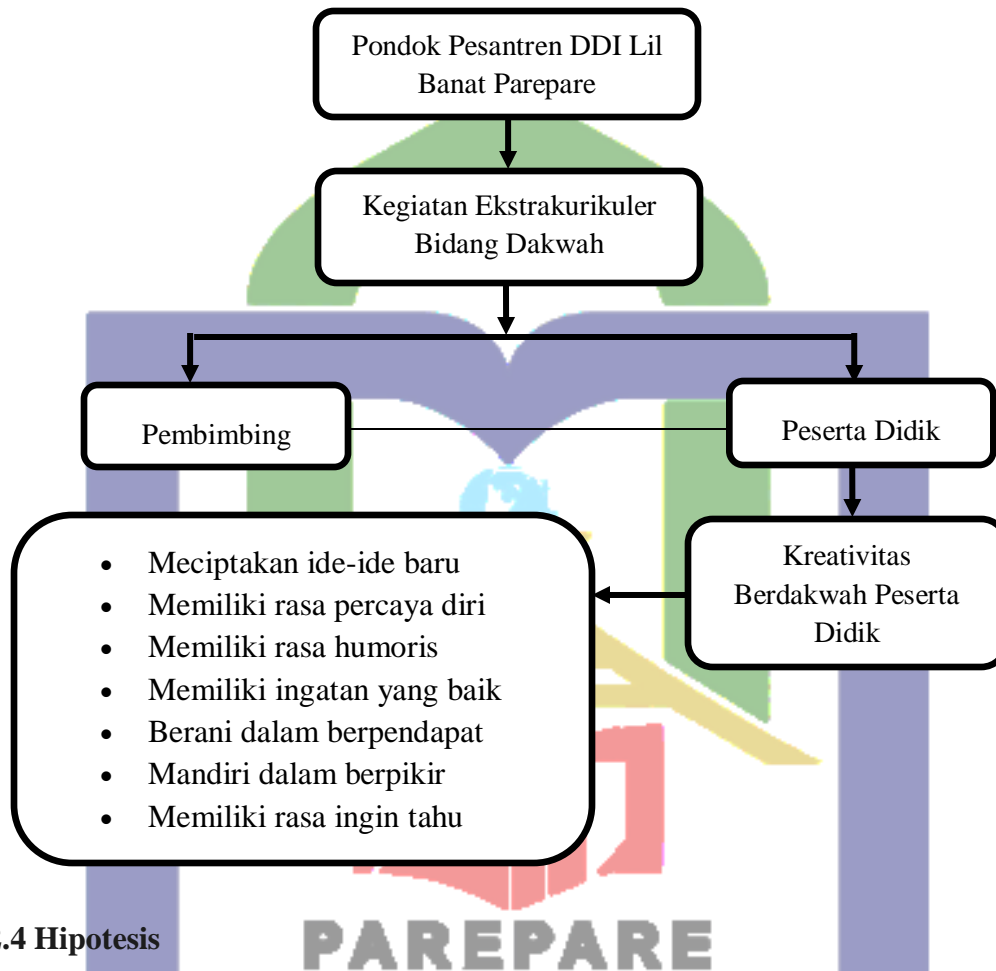 Pondok Pesantren DDI Lil
Banat Parepare
Kegiatan Ekstrakurikuler
Bidang Dakwah
Pembimbing
Peserta Didik
Kreativitas
Berdakwah Peserta
Didik
• Meciptakan ide-ide baru
• Memiliki rasa percaya diri
• Memiliki rasa humoris
• Memiliki ingatan yang baik
• Berani dalam berpendapat
• Mandiri dalam berpikir
• Memiliki rasa ingin tahu
.4 Hipotesis
PAREPARE